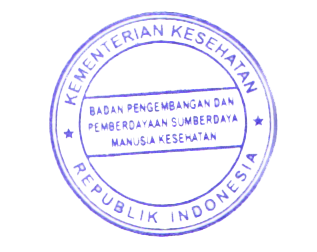 KEMENTERIAN KESEHATAN
BADAN PENGEMBANGAN DAN
PEMBERDAYAAN SUMBERDAYA
MANUSIA KESEHATAN
REPUBLIK INDONESIA